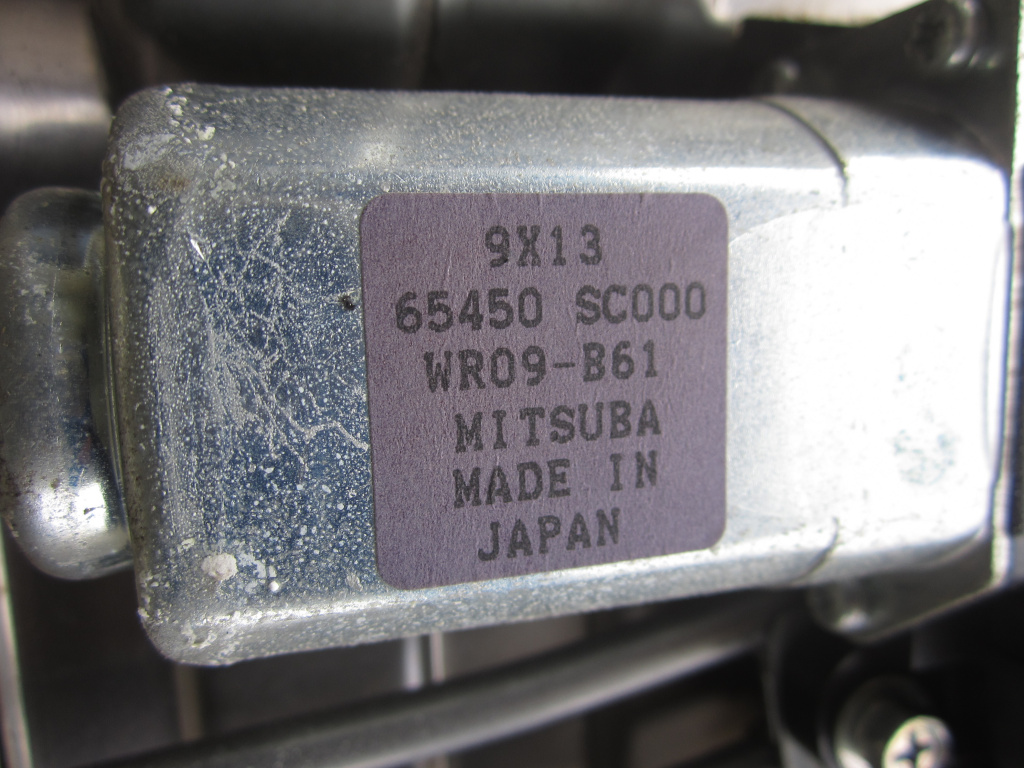 9X13
65450 SC000
WR09-B61
MITSUBA
MADE IN
JAPAN